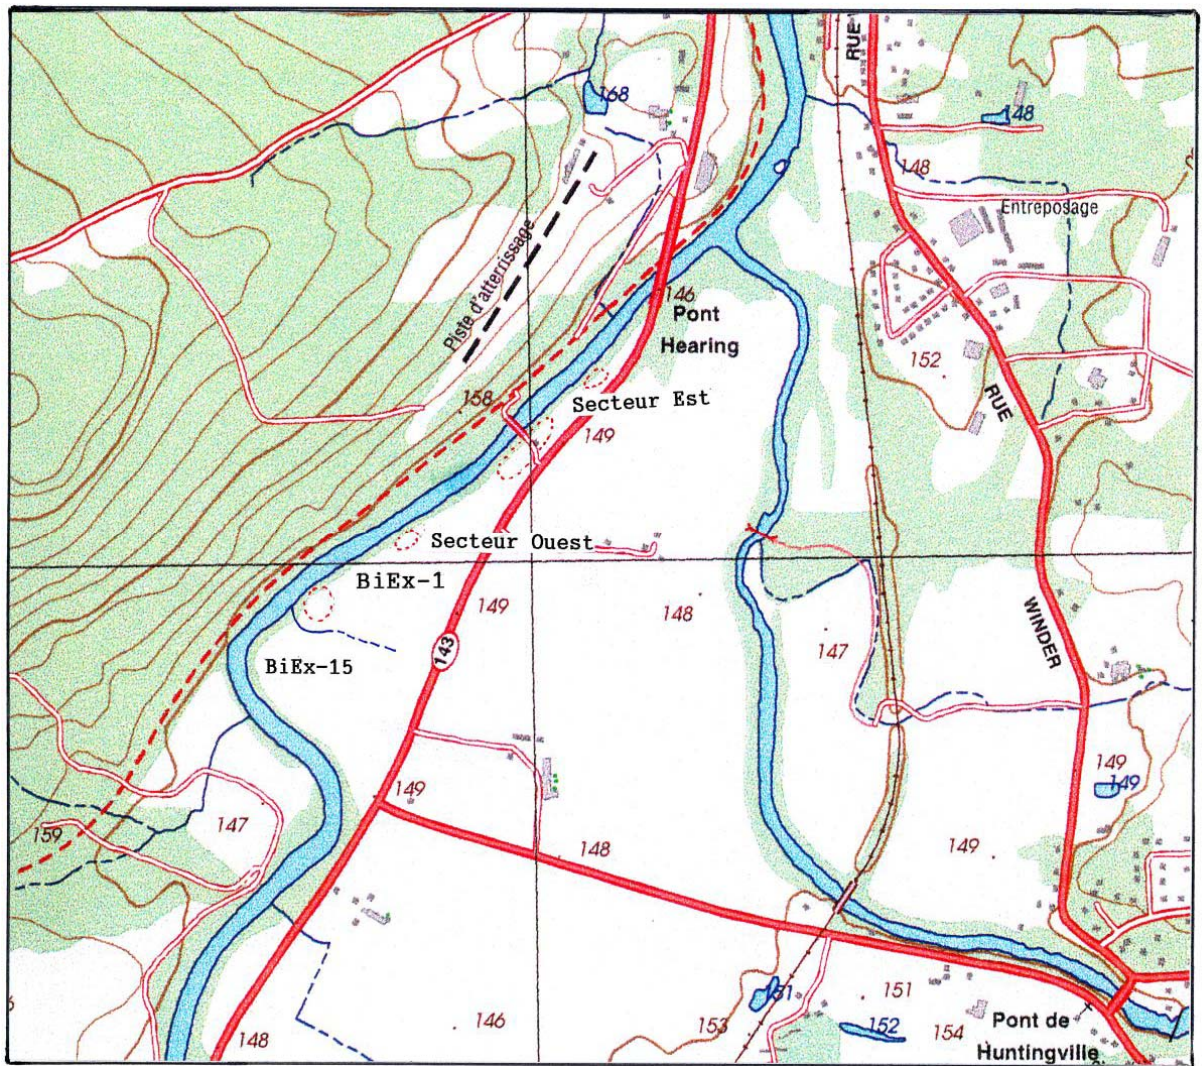 RUE
168
148
148
Entreposage
Piste d'atterrissage
146
Pont
Hearing
152
158
Secteur Est
RUE
149
Secteur Ouest
BiEx-1
149
148
WINDER
147
143
BiEx-15
149
149
149
147
159
148
149
151
151
146
153
152
154
Pont de
Huntingville
148